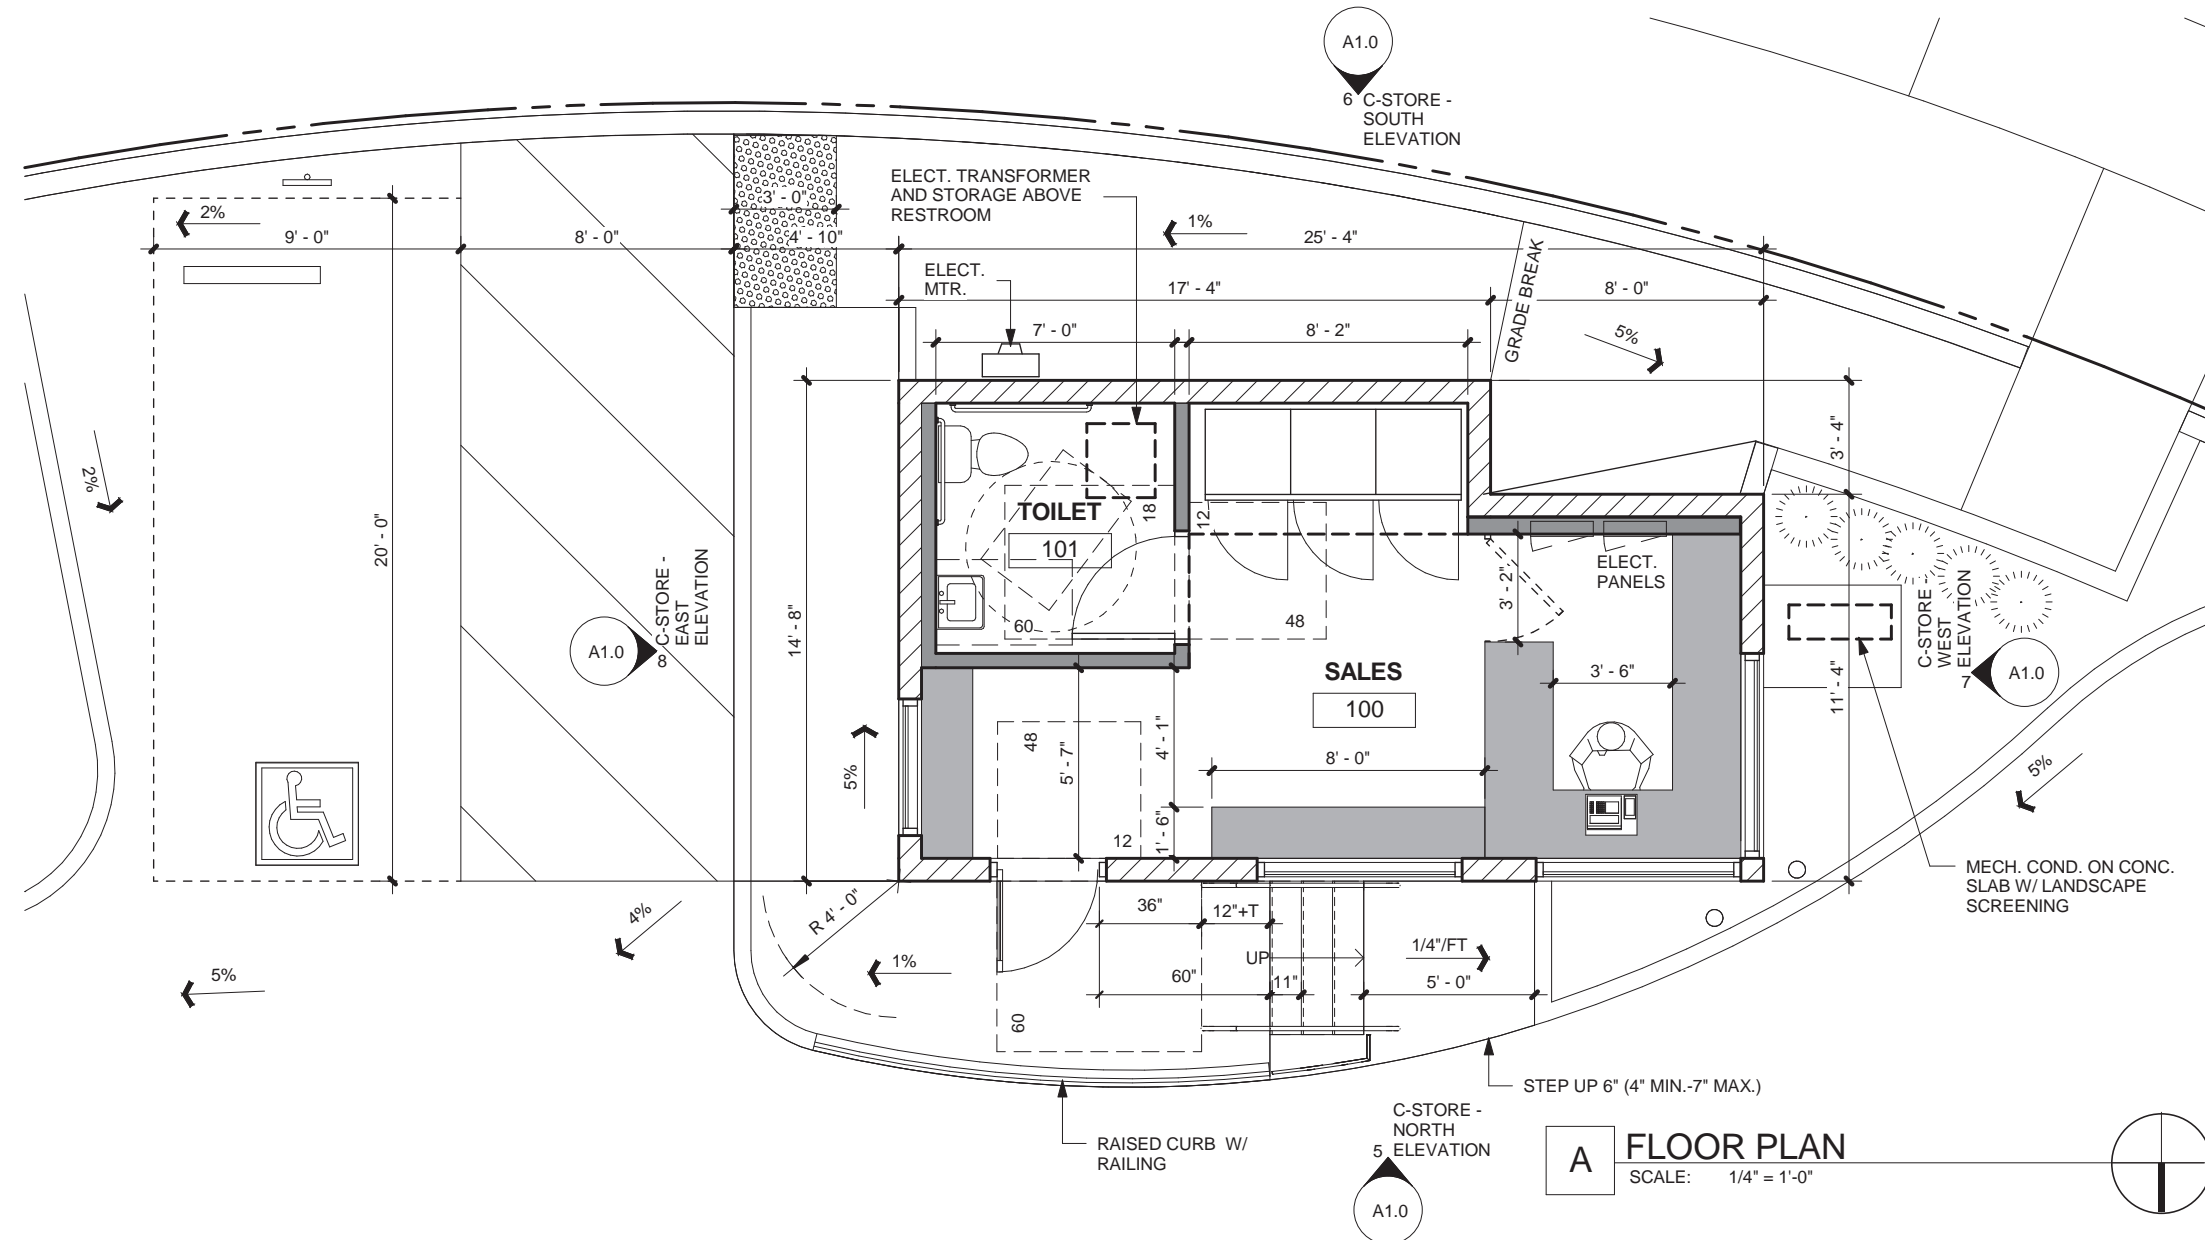 A1.0
6
C-STORE -
SOUTH
ELEVATION
ELECT. TRANSFORMER
AND STORAGE ABOVE
RESTROOM
3' - 0"
2%
9' - 0"
8' - 0"
4' - 10"
1%
25' - 4"
ELECT.
MTR.
17' - 4"
8' - 0"
GRADE BREAK
5%
7' - 0"
8' - 2"
3' - 4"
2%
20' - 0"
14' - 8"
TOILET
101
18
12
60
48
3' - 2"
ELECT.
PANELS
C-STORE -
EAST
ELEVATION
A1.0
8
C-STORE -
WEST
ELEVATION
7
A1.0
11' - 4"
SALES
100
3' - 6"
48
5' - 7"
4' - 1"
8' - 0"
5%
5%
12
1' - 6"
MECH. COND. ON CONC.
SLAB W/ LANDSCAPE
SCREENING
4%
R 4' - 0"
36"
12"+T
UP
1/4"/FT
5%
1%
60"
11"
5' - 0"
60
STEP UP 6" (4" MIN.-7" MAX.)
RAISED CURB W/
RAILING
C-STORE -
NORTH
ELEVATION
5
A1.0
A
FLOOR PLAN
SCALE: 1/4" = 1'-0"